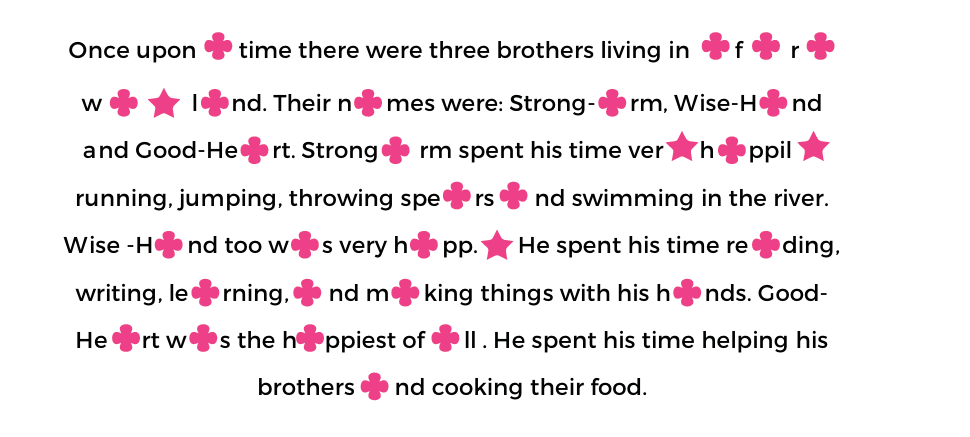 Once upon ✤ time there were three brothers living in ✤ f ✤ r ✤
w ✤ ★ l✤nd. Their n✤mes were: Strong-✤rm, Wise-H✤nd
and Good-He✤rt. Strong✤ rm spent his time ver★h✤ppil★
running, jumping, throwing spe✤rs ✤ nd swimming in the river.
Wise -H✤nd too w✤s very h✤pp.★ He spent his time re✤ding,
writing, le✤rning,✤ nd m✤king things with his h✤nds. Good-
He✤rt w✤s the h✤ppiest of ✤ll . He spent his time helping his
brothers ✤nd cooking their food.